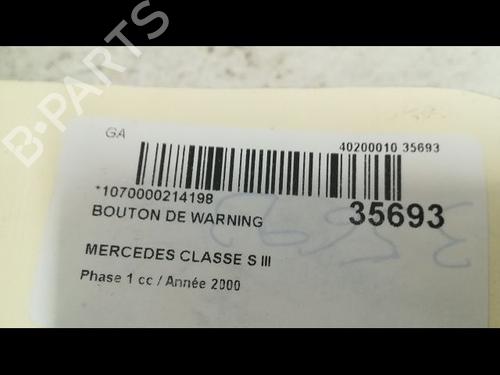 B-PARTS
GA
40200010 35693
*1070000214198
BOUTON DE WARNING
35693
MERCEDES CLASSE S III
Phase 1 cc / Année 2000